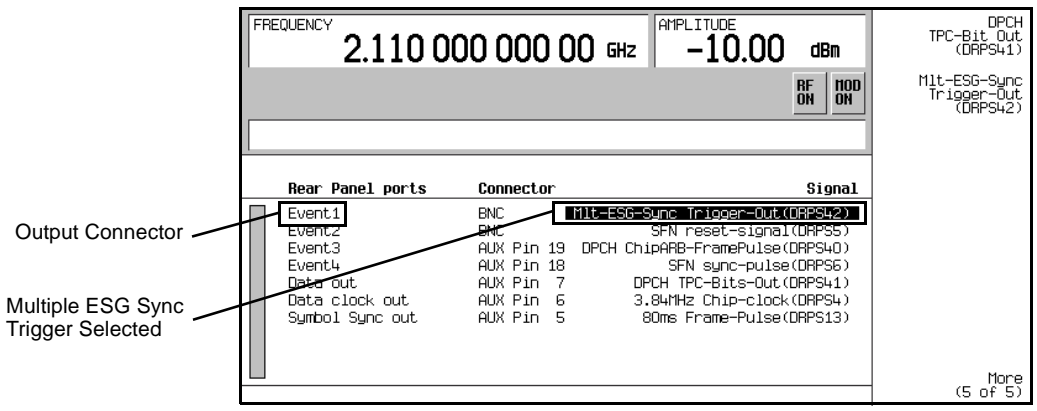 FREQUENCY
2.110 000 000 00 GHz
AMPLITUDE
-10.00 dBm
RF ON
MOD ON
DPCH
TPC-Bit Out
(DRPS41)
Mlt-ESG-Sync
Trigger-Out
(DRPS42)
Rear Panel ports Connector Signal
Event1 BNC Mlt-ESG-Sync Trigger-Out(DRPS42)
Event2 BNC SFN reset-signal(DRPS5)
Event3 AUX Pin 19 DPCH ChipARB-FramePulse(DRPS40)
Event4 AUX Pin 18 SFN sync-pulse(DRPS6)
Data out AUX Pin 7 DPCH TPC-Bits-Out(DRPS41)
Data clock out AUX Pin 6 3.84MHz Chip-clock(DRPS4)
Symbol Sync out AUX Pin 5 80ms Frame-Pulse(DRPS13)
More
(5 of 5)
Output Connector
Multiple ESG Sync
Trigger Selected